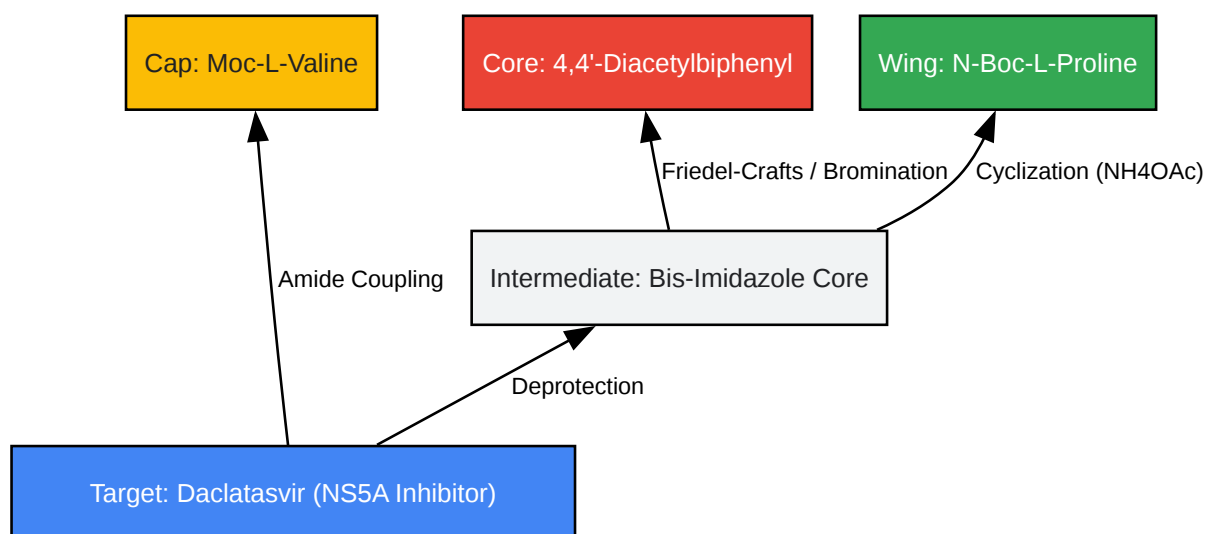 Cap: Moc-L-Valine
Core: 4,4'-Diacetylbiphenyl
Wing: N-Boc-L-Proline
Friedel-Crafts / Bromination
Cyclization (NH4OAc)
Intermediate: Bis-Imidazole Core
Amide Coupling
Deprotection
Target: Daclatasvir (NS5A Inhibitor)